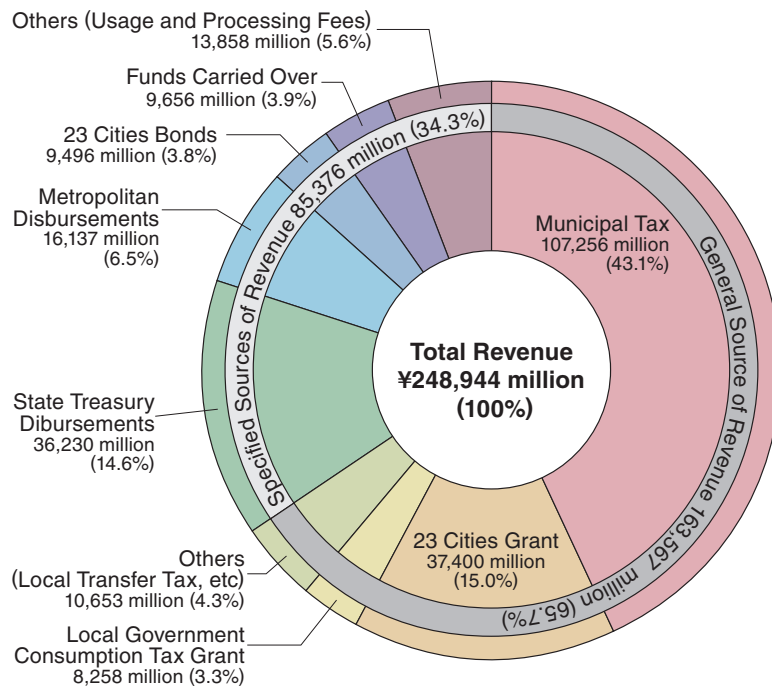 Others (Usage and Processing Fees)
13,858 million (5.6%)
Funds Carried Over
9,656 million (3.9%)
23 Cities Bonds
9,496 million (3.8%)
Metropolitan
Disbursements
16,137 million
(6.5%)
State Treasury
Dibursements
36,230 million
(14.6%)
Others
(Local Transfer Tax, etc)
10,653 million (4.3%)
Local Government
Consumption Tax Grant
8,258 million (3.3%)
23 Cities Grant
37,400 million
(15.0%)
Municipal Tax
107,256 million
(43.1%)
Specified Sources of Revenue 85,376 million (34.3%)
General Source of Revenue 163,567 million (65.7%)
Total Revenue
¥248,944 million
(100%)